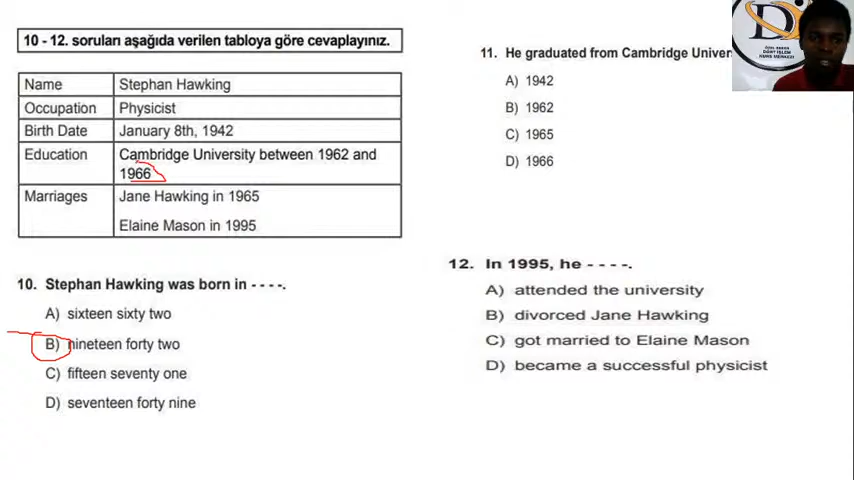 10 - 12. soruları aşağıda verilen tabloya göre cevaplayınız.
Name Stephan Hawking
Occupation Physicist
Birth Date January 8th, 1942
Education Cambridge University between 1962 and
1966
Marriages Jane Hawking in 1965
Elaine Mason in 1995
10. Stephan Hawking was born in - - - -.
A) sixteen sixty two
B) nineteen forty two
C) fifteen seventy one
D) seventeen forty nine
11. He graduated from Cambridge Univer
A) 1942
B) 1962
C) 1965
D) 1966
12. In 1995, he - - - -.
A) attended the university
B) divorced Jane Hawking
C) got married to Elaine Mason
D) became a successful physicist